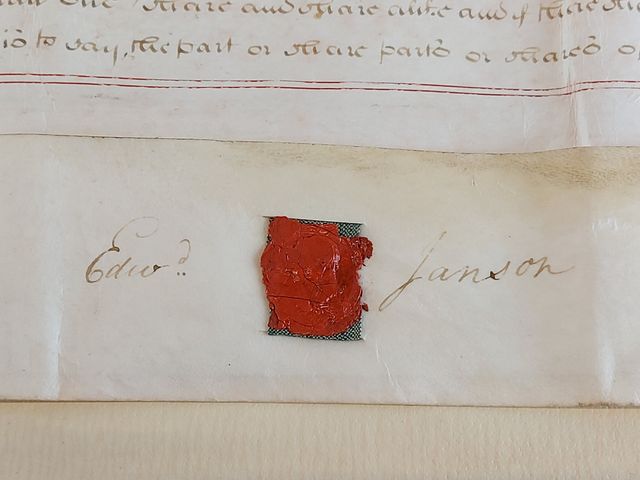 one share and share alike and if
is to say, the part or share parts or shares of
Edwd Janson